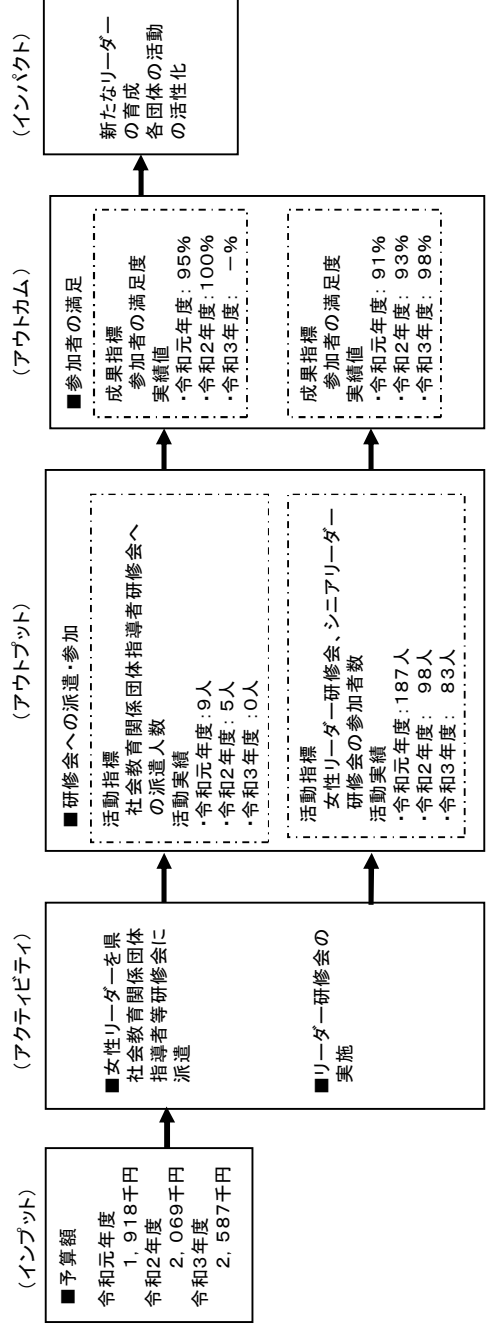 (インプット)
■予算額
令和元年度
1,918千円
令和2年度
2,069千円
令和3年度
2,587千円
(アクティビティ)
■女性リーダーを県
社会教育関係団体
指導者等研修会に
派遣
■リーダー研修会の
実施
(アウトプット)
■研修会への派遣・参加
活動指標
社会教育関係団体指導者研修会へ
の派遣人数
活動実績
・令和元年度:9人
・令和2年度:5人
・令和3年度:0人
活動指標
女性リーダー研修会、シニアリーダー
研修会の参加者数
活動実績
・令和元年度:187人
・令和2年度: 98人
・令和3年度: 83人
(アウトカム)
■参加者の満足
成果指標
参加者の満足度
実績値
・令和元年度: 95%
・令和2年度:100%
・令和3年度: -%
成果指標
参加者の満足度
実績値
・令和元年度: 91%
・令和2年度: 93%
・令和3年度: 98%
(インパクト)
新たなリーダー
の育成
各団体の活動
の活性化